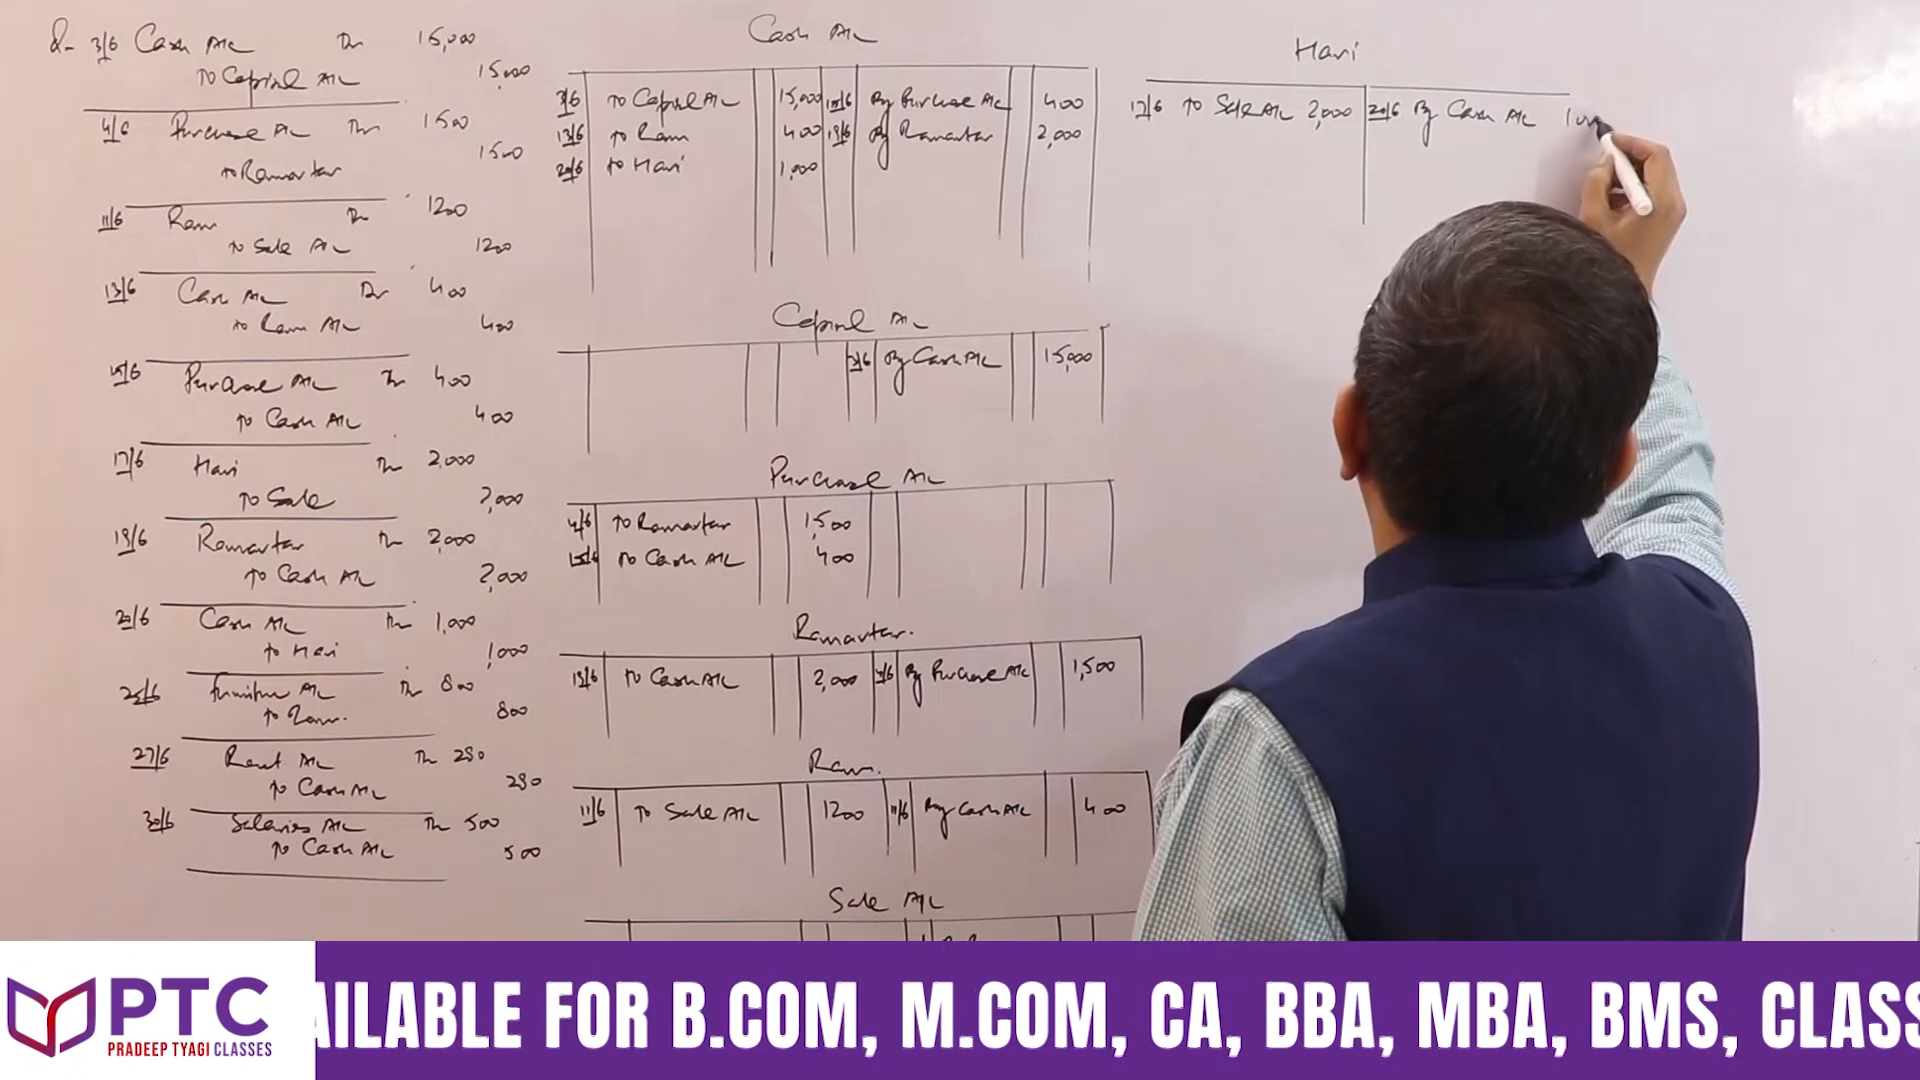 Q- 3/6 Cash A/c Dr 15,000
To Capital A/c 15,000
4/6 Purchase A/c Dr 1500
To Ramavtar 1500
11/6 Ram Dr 1200
To Sale A/c 1200
13/6 Cash A/c Dr 400
To Ram A/c 400
15/6 Purchase A/c Dr 400
To Cash A/c 400
17/6 Hari Dr 2,000
To Sale 2,000
18/6 Ramavtar Dr 2,000
To Cash A/c 2,000
20/6 Cash A/c Dr 1,000
To Hari 1,000
25/6 Furniture A/c Dr 800
To Ram. 800
27/6 Rent A/c Dr 280
To Cash A/c 280
30/6 Salaries A/c Dr 500
To Cash A/c 500
Cash A/c
3/6 To Capital A/c 15,000 15/6 By Purchase A/c 400
13/6 To Ram 400 18/6 By Ramavtar 2,000
20/6 To Hari 1,000
Capital A/c
3/6 By Cash A/c 15,000
Purchase A/c
4/6 To Ramavtar 1,500
15/6 To Cash A/c 400
Ramavtar.
18/6 To Cash A/c 2,000 4/6 By Purchase A/c 1,500
Ram.
11/6 To Sale A/c 1200 11/6 By Cash A/c 400
Sale A/c
Hari
17/6 To Sale A/c 2,000 20/6 By Cash A/c
PTC
PRADEEP TYAGI CLASSES
AILABLE FOR B.COM, M.COM, CA, BBA, MBA, BMS, CLASS